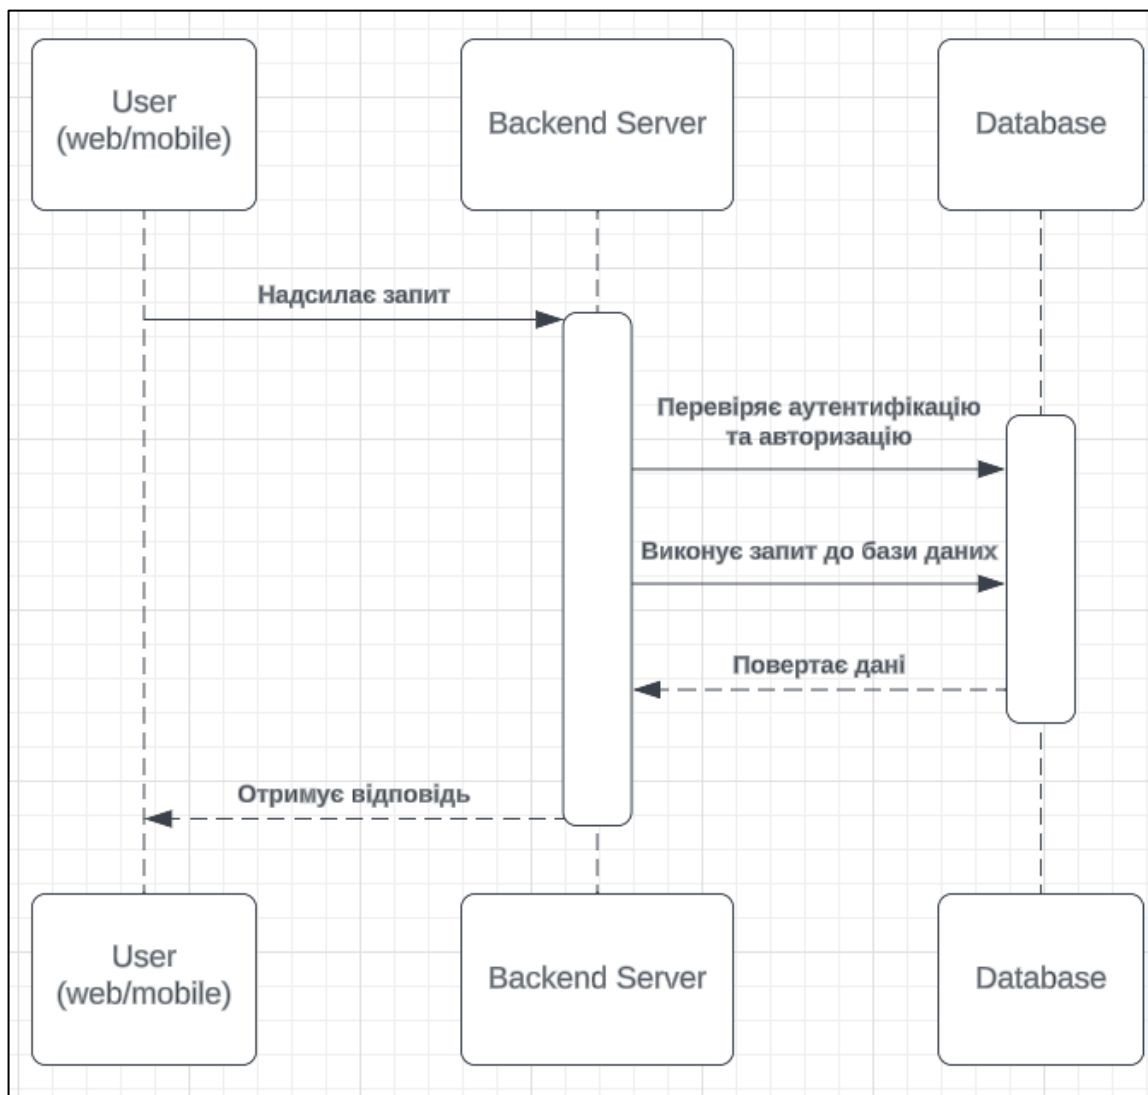 User
(web/mobile)
Backend Server
Database
Надсилає запит
Перевіряє аутентифікацію
та авторизацію
Виконує запит до бази даних
Повертає дані
Отримує відповідь
User
(web/mobile)
Backend Server
Database